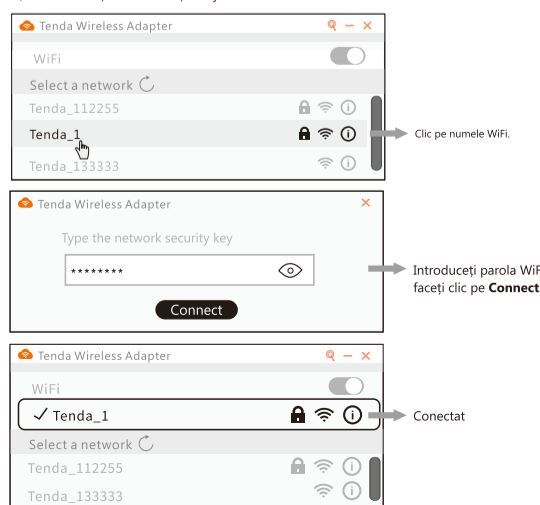 Tenda Wireless Adapter
WiFi
Select a network
Tenda_112255
Tenda_1
Clic pe numele WiFi.
Tenda_133333
Tenda Wireless Adapter
Type the network security key
********
Connect
Introduceți parola WiF
faceți clic pe Connect
Tenda Wireless Adapter
WiFi
Tenda_1
Conectat
Select a network
Tenda_112255
Tenda_133333